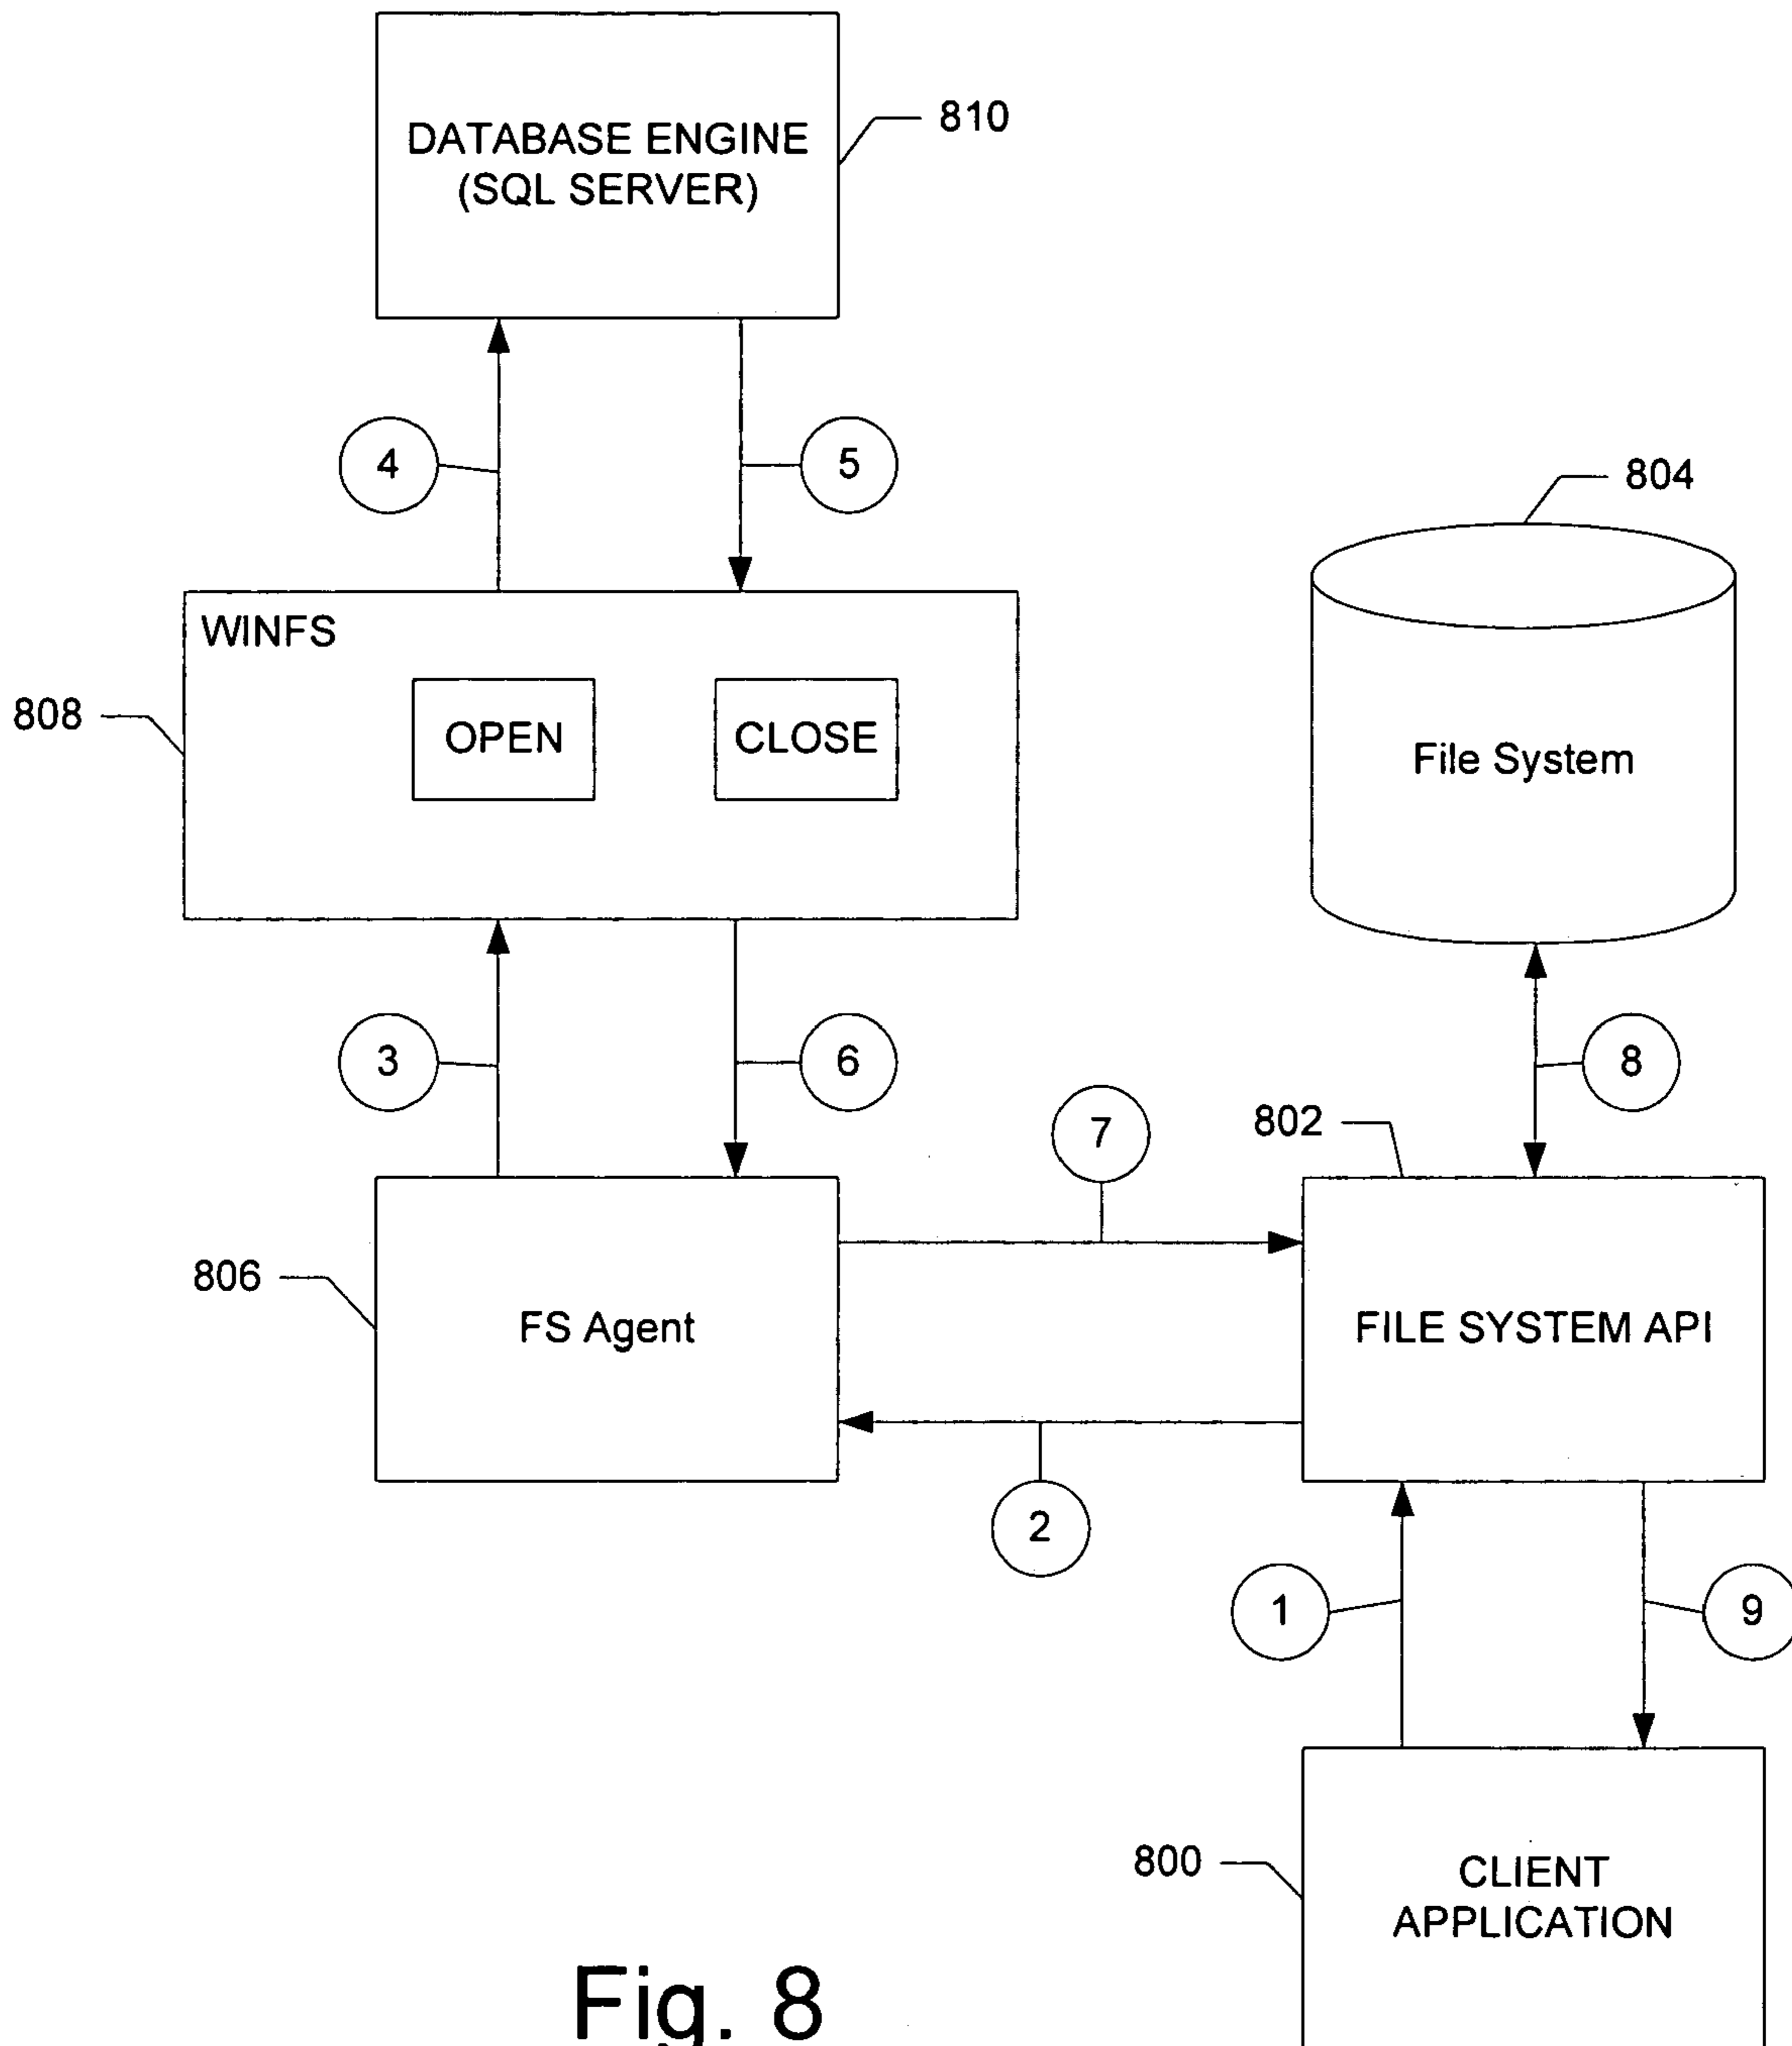 DATABASE ENGINE
(SQL SERVER)
810
4
5
804
WINFS
808
OPEN
CLOSE
File System
3
6
8
7
802
806
FS Agent
FILE SYSTEM API
2
1
9
800
CLIENT
APPLICATION
Fig. 8